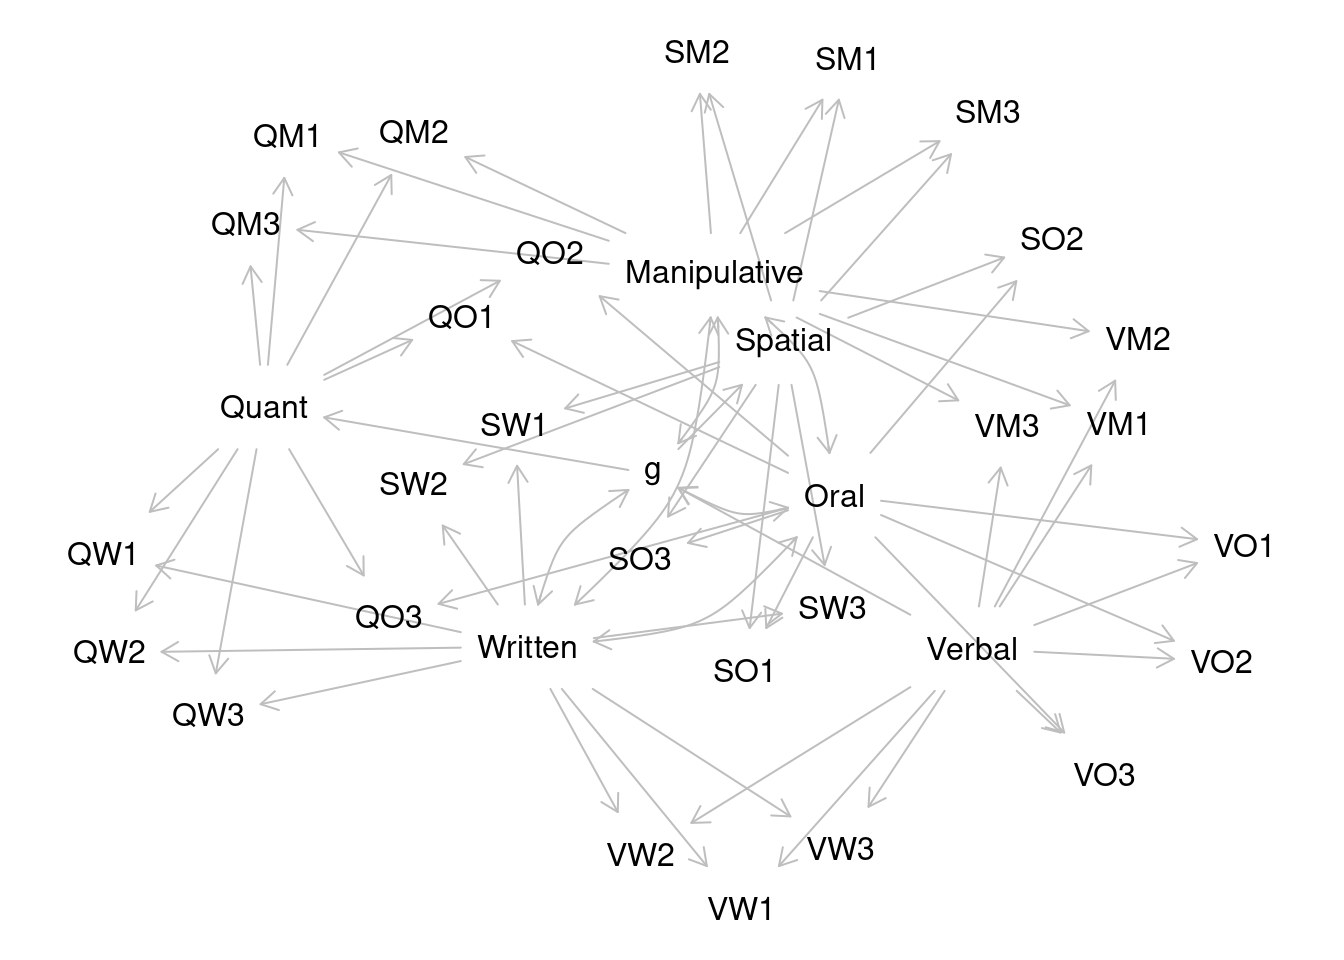 SM2
SM1
SM3
QM1
QM2
QM3
SO2
QO2
Manipulative
QO1
Spatial
VM2
Quant
SW1
VM3
VM1
g
SW2
Oral
QW1
SO3
VO1
QO3
SW3
QW2
Written
Verbal
SO1
VO2
QW3
VO3
VW2
VW3
VW1